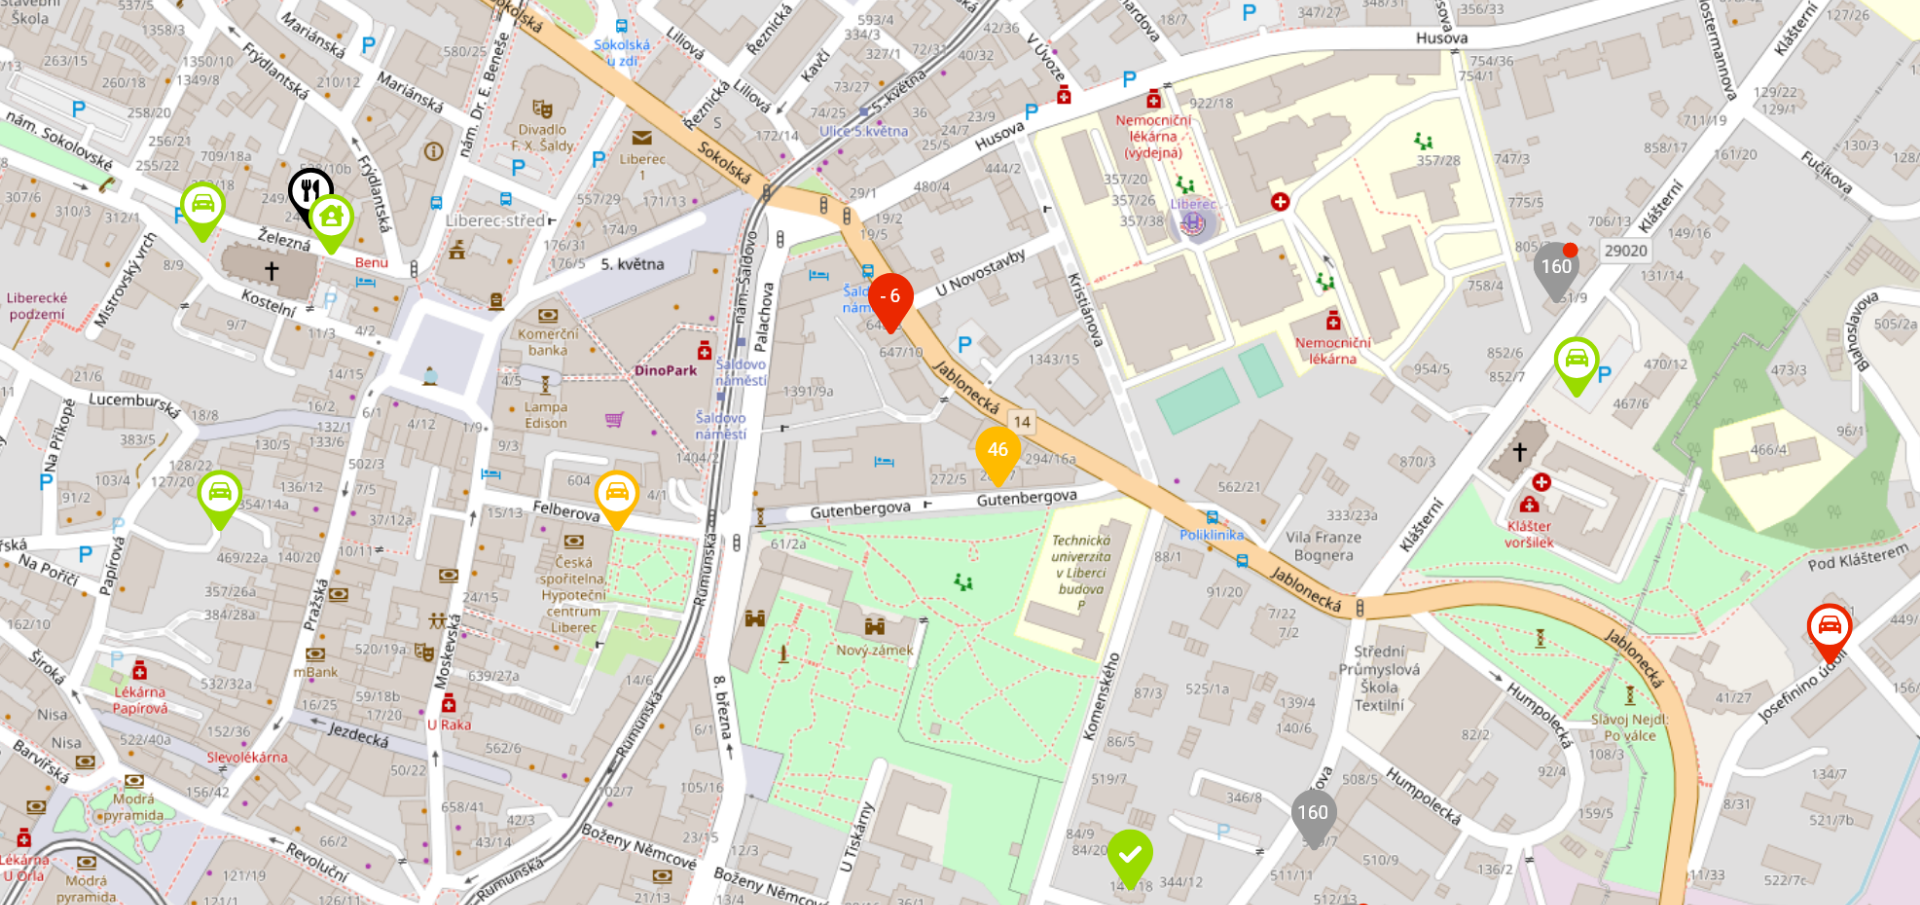 Škola
1358/3
263/15
260/18
1350/10
1349/8
258/20
256/21
255/22
nám. Sokolovské
Frýdlantská
Mariánská
Mariánská
210/12
580/25
nám. Dr. E. Beneše
Sokolská
Sokolská
u zdi
Divadlo
F. X. Šaldy
Liberec
1
Liliová
Řeznická
593/4
334/3
327/1
Kavčí
72/31
40/32
42/36
73/27
74/25
Liliová
Řeznická
172/14
5. května
Ulice 5.května
24/7
23/9
25/5
V Úvoze
18/7
347/27
348/31
356/33
Husova
754/36
754/1
Klášterní
127/26
129/22
129/1
711/19
858/17
161/20
Fučíkova
130/3
Husova
444/2
922/18
Nemocniční
lékárna
(výdejna)
357/20
357/26
357/38
357/28
747/3
775/5
Liberec
706/13
149/16
Klášterní
29020
131/14
758/4
160
709/18a
307/6
310/3
312/1
Železná
Benu
Frýdlantská
Liberec-střed
557/29
171/13
Sokolská
174/9
176/31
176/5
5. května
480/4
29/1
19/2
19/5
U Novostavby
Kristiánova
nám. Šaldovo
Palachova
- 6
647/10
Mistrovský vrch
8/9
Kostelní
9/7
11/3
4/2
Liberecké
podzemí
21/6
Lucemburská
18/8
383/5
Na Příkopě
14/15
16/2
6/1
4/12
1/9
4/5
Komerční
banka
Lampa
Edison
DinoPark
Šaldovo
náměstí
Šaldovo
náměstí
1391/9a
Jablonecká
14
1343/15
Nemocniční
lékárna
852/6
852/7
954/5
470/12
467/6
473/3
466/4
96/1
Blahoslavova
505/2a
132/1
133/6
130/5
128/22
127/20
103/4
91/2
354/14a
136/12
502/3
7/5
9/3
604
4/1
1404/2
272/5
46
294/16a
Gutenbergova
Gutenbergova
562/21
870/3
333/23a
Vila Franze
Bognera
Klášterní
Klášter
voršilek
Pod Klášterem
15/13
Felberova
37/12a
10/11
140/20
469/22a
Na Poříčí
Papírová
357/26a
384/28a
162/10
Pražská
24/15
Česká
spořitelna,
Hypoteční
centrum
Liberec
Rumunská
61/2a
Technická
univerzita
v Liberci
budova
P
88/1
Poliklinika
Jablonecká
91/20
7/22
7/2
Jablonecká
Široká
520/19a
mBank
Moskevská
532/32a
Lékárna
Papírová
59/18b
17/20
16/25
639/27a
U Raka
14/6
Rumunská
Nový zámek
Komenského
87/3
525/1a
139/4
140/6
Střední
Průmyslová
Škola
Textilní
Humpolecká
Slávoj Nejdl:
Po válce
41/27
Josefinino údolí
Nisa
Nisa
522/40a
152/36
Slevolékárna
Jezdecká
562/6
50/22
6/1
8. března
86/5
82/2
108/3
92/4
134/7
Barvířská
Modrá
pyramida
156/42
658/41
102/7
105/16
519/7
346/8
508/5
Humpolecká
159/5
8/31
521/7b
Lékárna
U Orla
Modrá
pyramida
66/2
42/3
43/14
Revoluční
Boženy Němcové
23/15
12/3
U Tiskárny
84/9
84/20
160
510/9
136/2
121/19
121/1
126/11
Rumunská
21/13
13/4
Boženy Němcové
36/1
344/12
511/11
512/13
11/33
522/7c